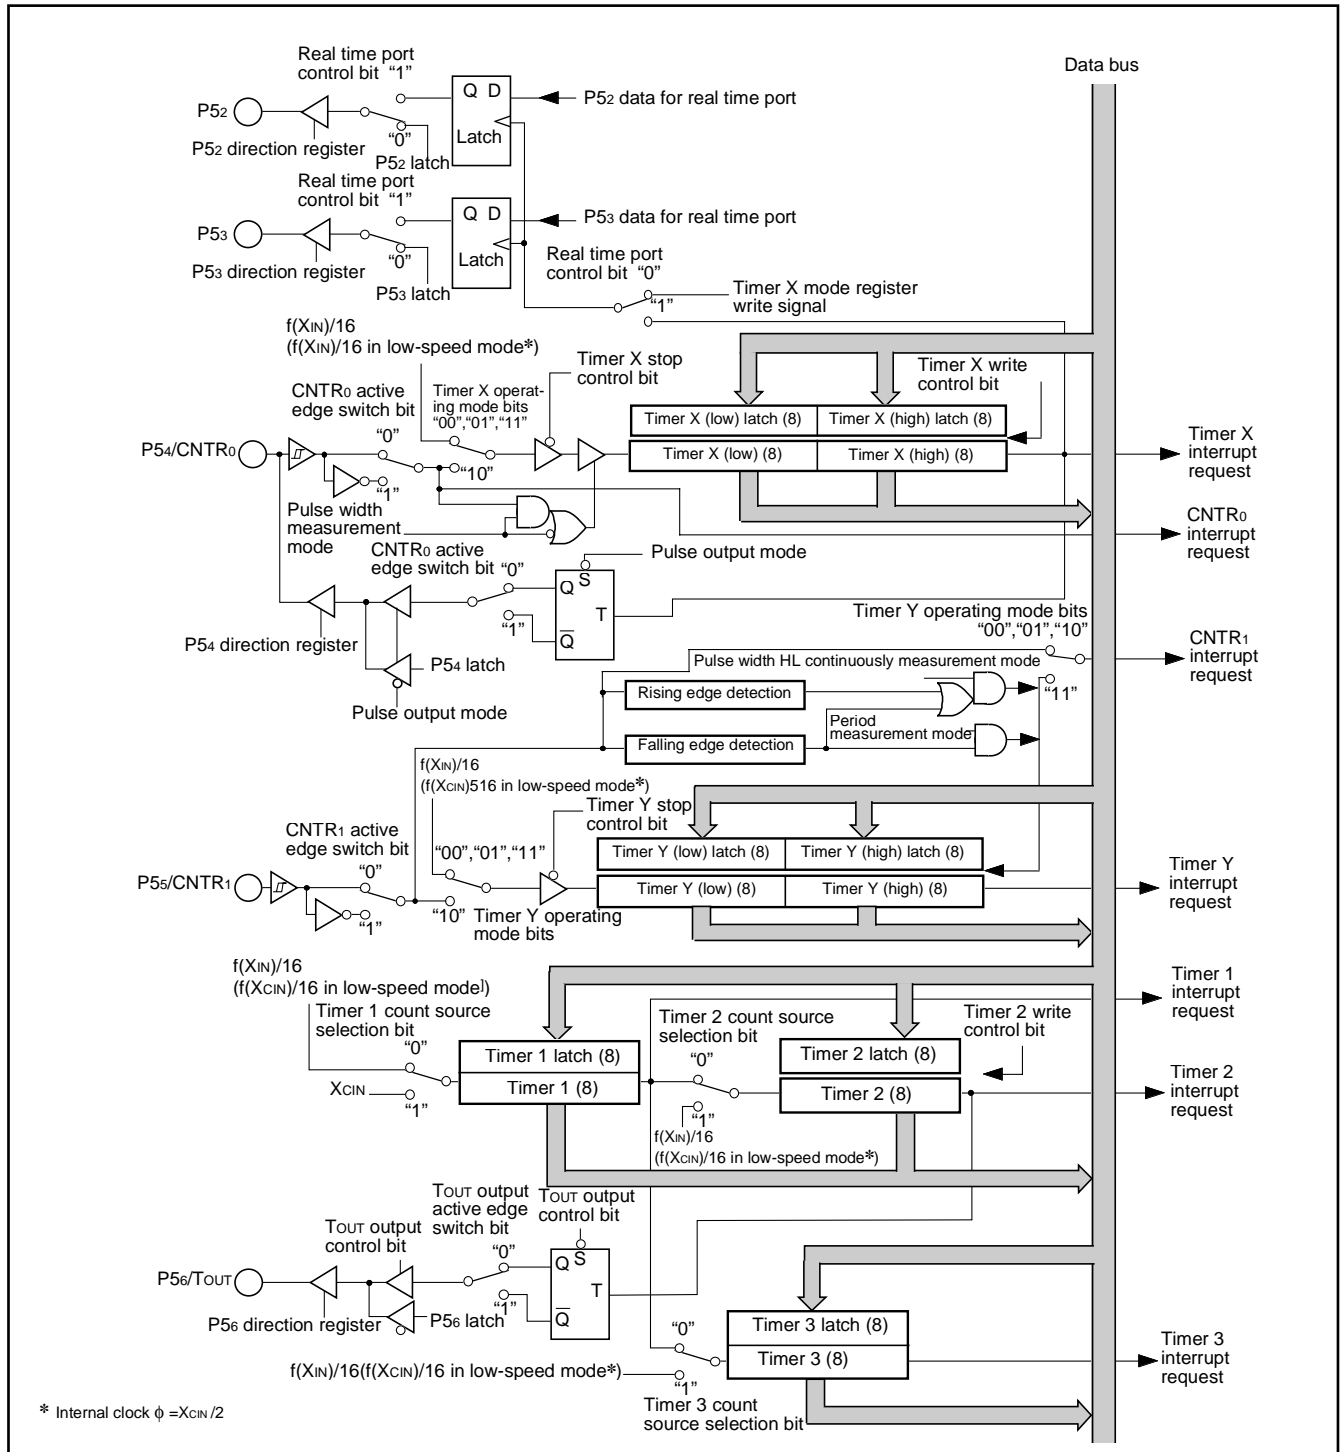 Data bus
Real time port
control bit “1”
Q D
P52 data for real time port
P52
“0”
Latch
P52 direction register
P52 latch
Real time port
control bit “1”
Q D
P53 data for real time port
P53
“0”
Latch
P53 direction register
P53 latch
Real time port
control bit “0”
Timer X mode register
write signal
“1”
f(XIN)/16
(f(XIN)/16 in low-speed mode*)
Timer X stop
control bit
Timer X write
control bit
CNTR0 active
edge switch bit
Timer X operat-
ing mode bits
“00”,“01”,“11”
Timer X (low) latch (8)
Timer X (high) latch (8)
“0”
P54/CNTR0
“10”
Timer X (low) (8)
Timer X (high) (8)
Timer X
interrupt
request
“1”
Pulse width
measurement
mode
CNTR0
interrupt
request
CNTR0 active
edge switch bit “0”
Pulse output mode
Q
S
T
“1”
Q
P54 direction register
P54 latch
Pulse output mode
Timer Y operating mode bits
“00”,“01”,“10”
CNTR1
interrupt
request
Pulse width HL continuously measurement mode
Rising edge detection
“11”
Period
measurement mode
Falling edge detection
f(XIN)/16
(f(XCIN)516 in low-speed mode*)
Timer Y stop
control bit
CNTR1 active
edge switch bit
“00”,“01”,“11”
Timer Y (low) latch (8)
Timer Y (high) latch (8)
“0”
P55/CNTR1
Timer Y (low) (8)
Timer Y (high) (8)
Timer Y
interrupt
request
“1”
“10”
Timer Y operating
mode bits
f(XIN)/16
(f(XCIN)/16 in low-speed mode])
Timer 1
interrupt
request
Timer 1 count source
selection bit
Timer 2 count source
selection bit
Timer 2 write
control bit
“0”
Timer 1 latch (8)
“0”
Timer 2 latch (8)
XCIN
“1”
Timer 1 (8)
Timer 2 (8)
Timer 2
interrupt
request
“1”
f(XIN)/16
(f(XCIN)/16 in low-speed mode*)
TOUT output
active edge
switch bit
TOUT output
control bit
TOUT output
control bit
“0”
Q
S
T
P56/TOUT
“1”
Q
P56 direction register
P56 latch
Timer 3 latch (8)
“0”
Timer 3 (8)
Timer 3
interrupt
request
f(XIN)/16(f(XCIN)/16 in low-speed mode*)
“1”
Timer 3 count
source selection bit
* Internal clock ϕ =XCIN /2